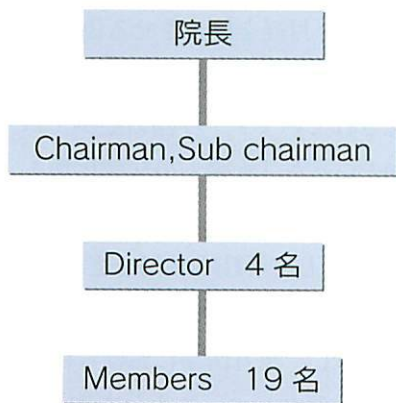 院長
Chairman,Sub chairman
Director 4名
Members 19名